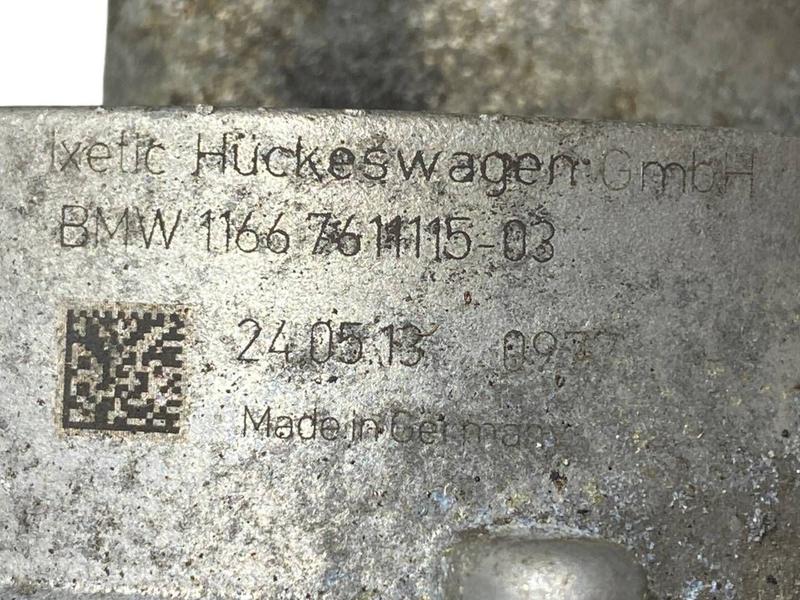 Ixetic Hückeswagen GmbH
BMW 1166 7611115-03
24.05.13
Made in Germany